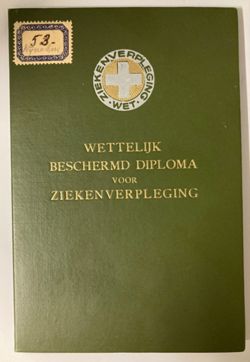 53-
ZIEKENVERPLEGING
· WET ·
WETTELIJK
BESCHERMD DIPLOMA
VOOR
ZIEKENVERPLEGING